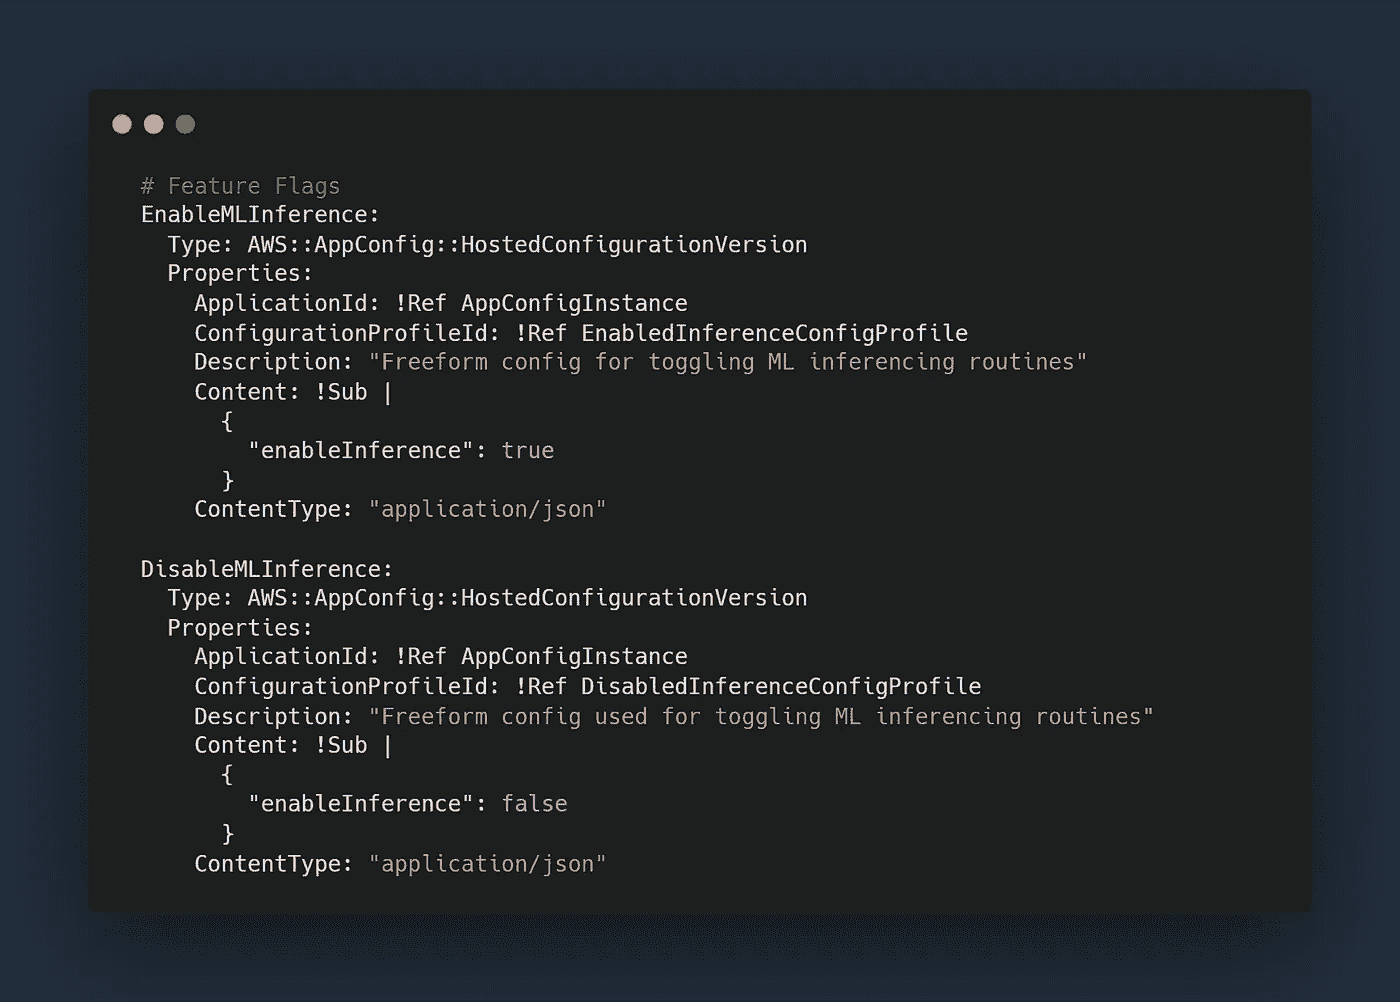 # Feature Flags
EnableMLInference:
  Type: AWS::AppConfig::HostedConfigurationVersion
  Properties:
    ApplicationId: !Ref AppConfigInstance
    ConfigurationProfileId: !Ref EnabledInferenceConfigProfile
    Description: "Freeform config for toggling ML inferencing routines"
    Content: !Sub |
      {
        "enableInference": true
      }
    ContentType: "application/json"

DisableMLInference:
  Type: AWS::AppConfig::HostedConfigurationVersion
  Properties:
    ApplicationId: !Ref AppConfigInstance
    ConfigurationProfileId: !Ref DisabledInferenceConfigProfile
    Description: "Freeform config used for toggling ML inferencing routines"
    Content: !Sub |
      {
        "enableInference": false
      }
    ContentType: "application/json"